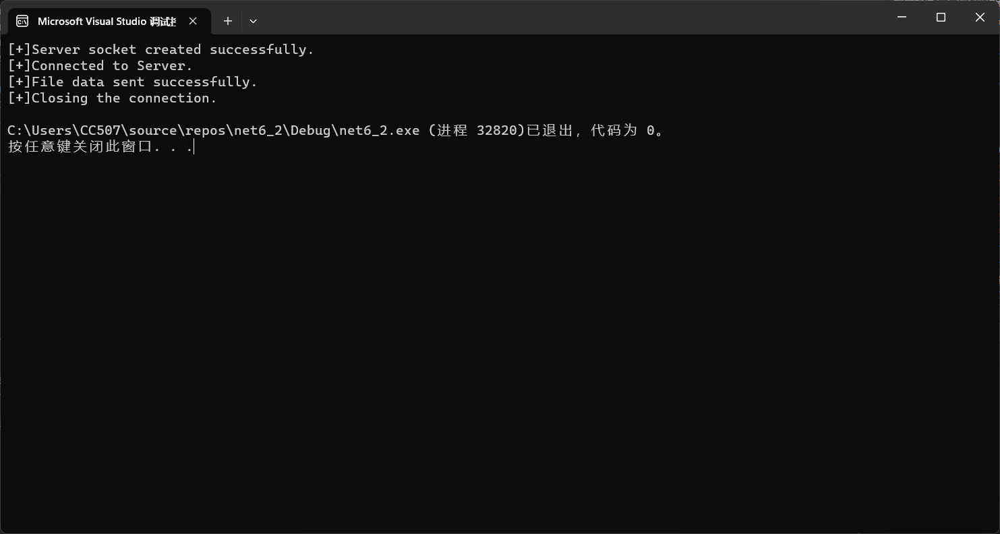 Microsoft Visual Studio 调试
[+]Server socket created successfully.
[+]Connected to Server.
[+]File data sent successfully.
[+]Closing the connection.
C:\Users\CC507\source\repos\net6_2\Debug\net6_2.exe (进程 32820)已退出，代码为 0。
按任意键关闭此窗口. . .